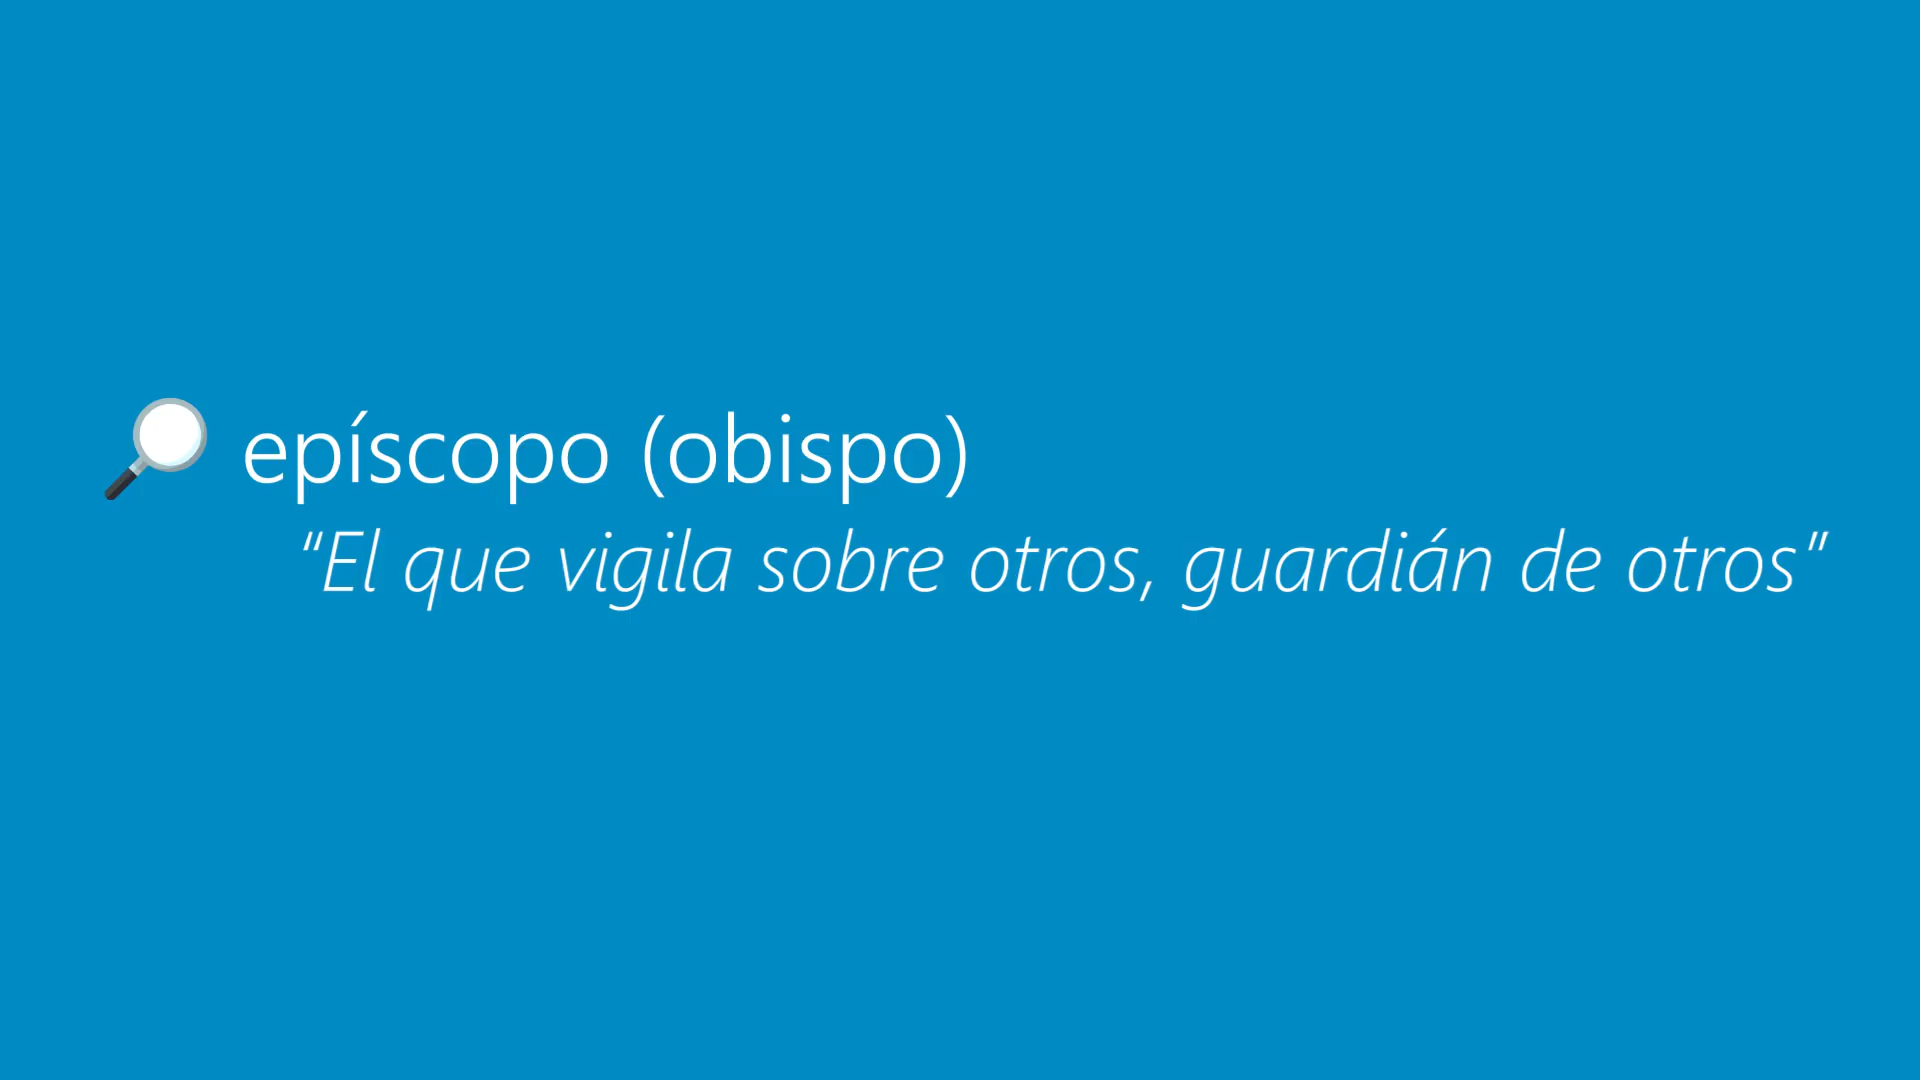 epíscopo (obispo)
“El que vigila sobre otros, guardián de otros”